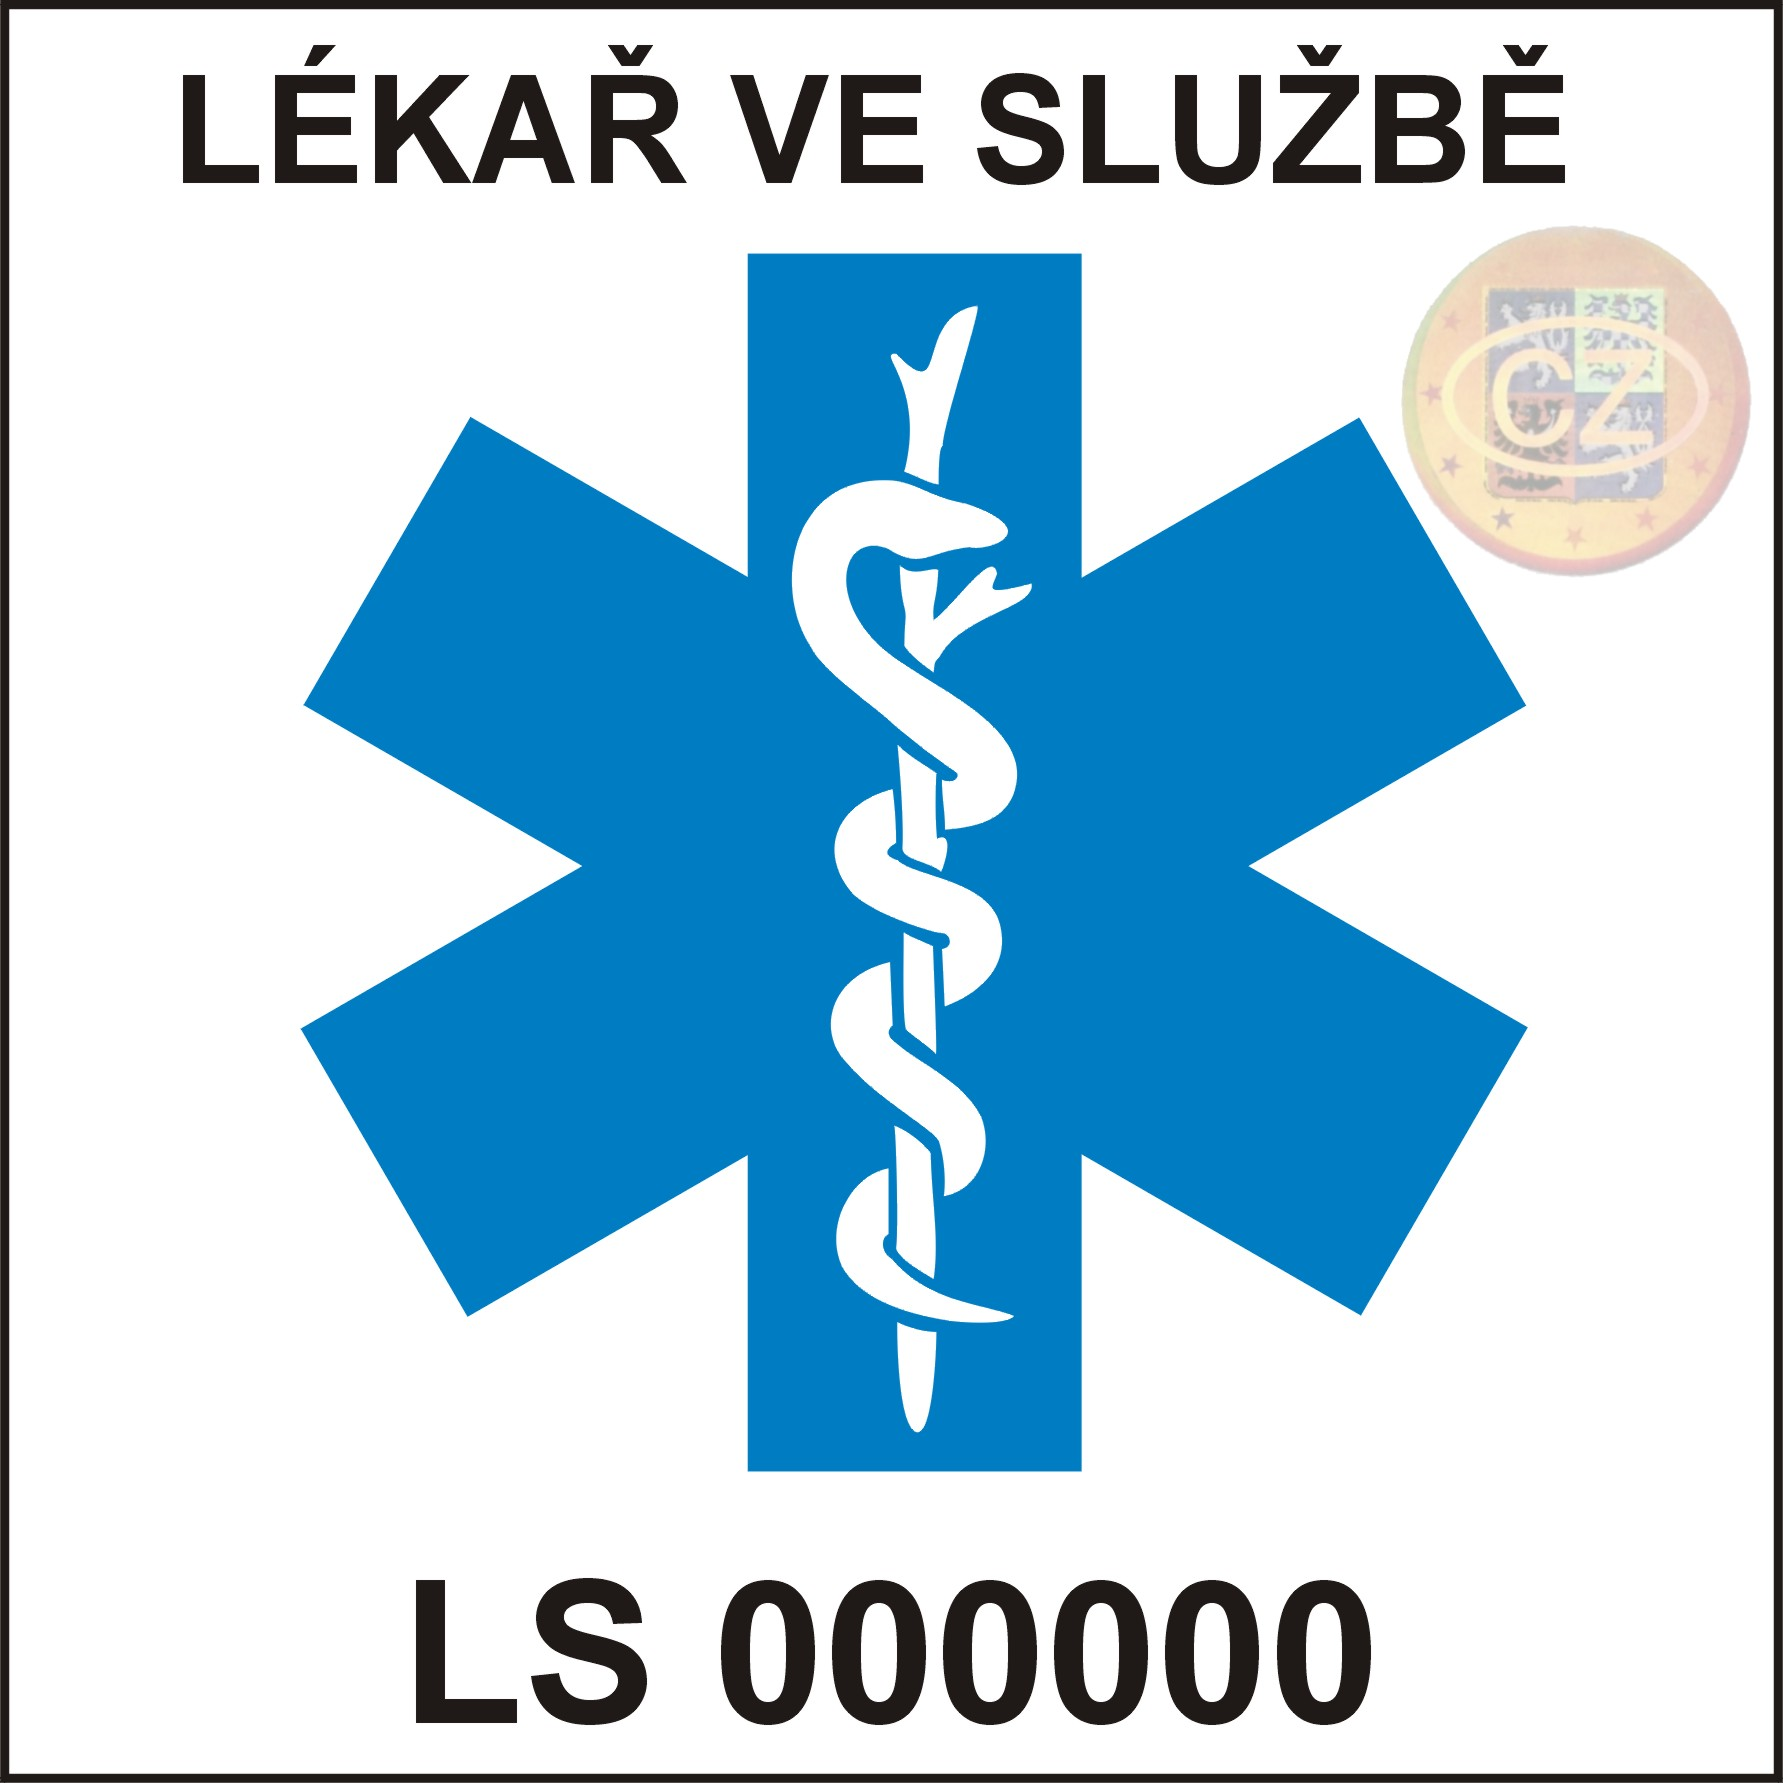 LÉKAŘ VE SLUŽBĚ
CZ
LS 000000